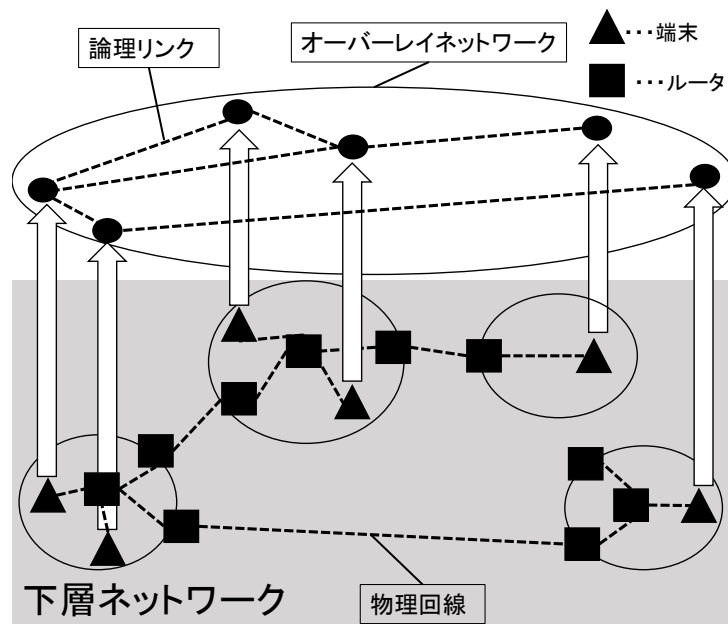 論理リンク
オーバーレイネットワーク
▲···端末
■···ルータ
下層ネットワーク
物理回線